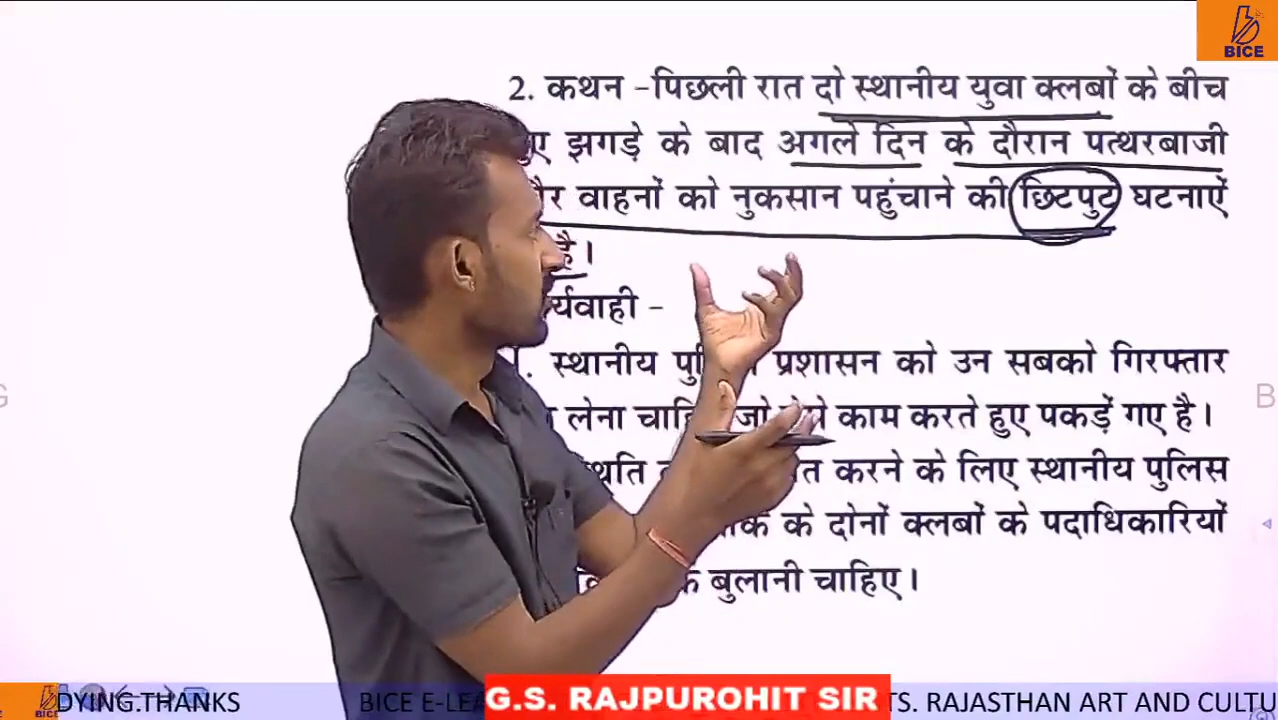 BICE
2. कथन -पिछली रात दो स्थानीय युवा क्लबों के बीच
झगड़े के बाद अगले दिन के दौरान पत्थरबाजी
वाहनों को नुकसान पहुंचाने की छिटपुट घटनाऐं
है।
र्यवाही -
स्थानीय प्रशासन को उन सबको गिरफ्तार
लेना जो काम करते हुए पकड़ें गए है।
करने के लिए स्थानीय पुलिस
के दोनों क्लबों के पदाधिकारियों
बुलानी चाहिए।
G
B
DYING.THANKS BICE E-LEA TS. RAJASTHAN ART AND CULTU
G.S. RAJPUROHIT SIR
BICE